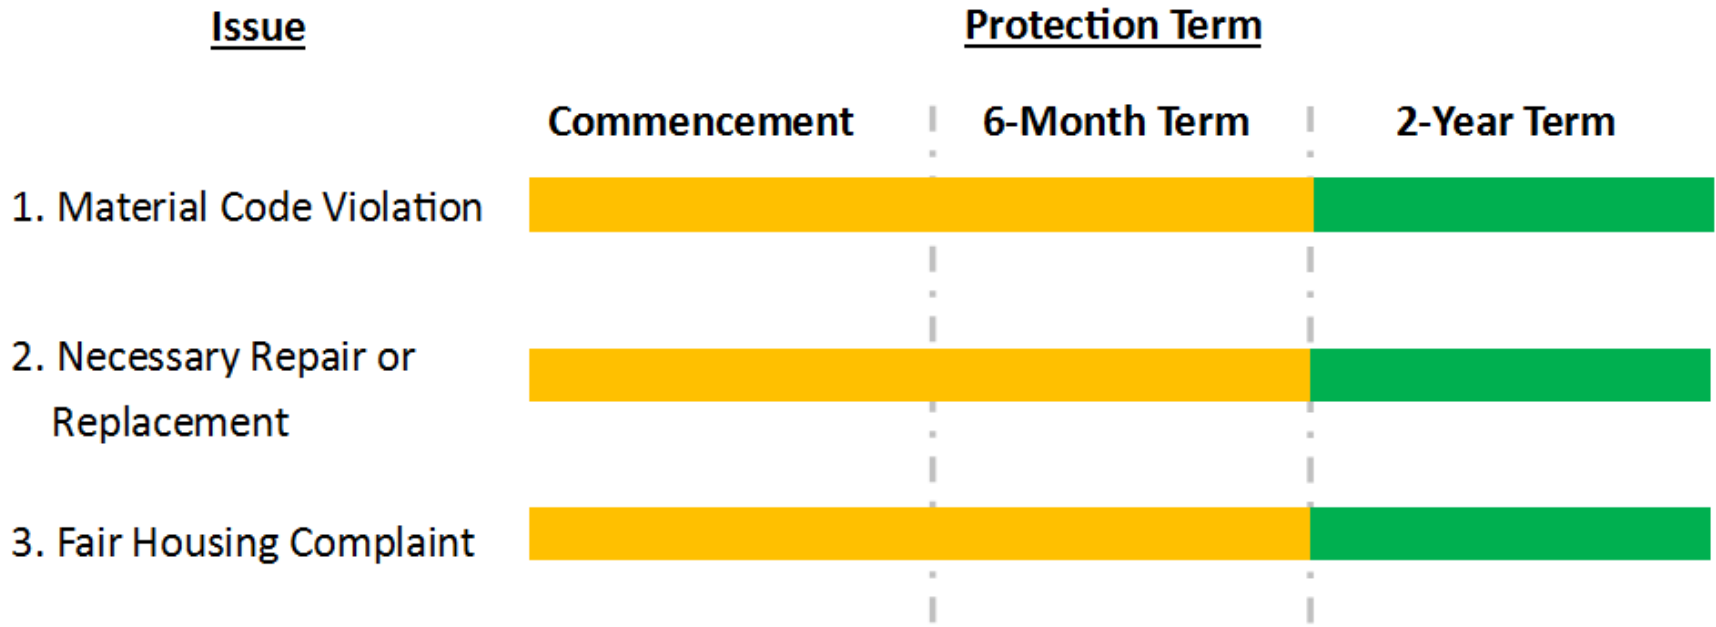 Issue
Protection Term
Commencement
6-Month Term
2-Year Term
1. Material Code Violation
2. Necessary Repair or
Replacement
3. Fair Housing Complaint